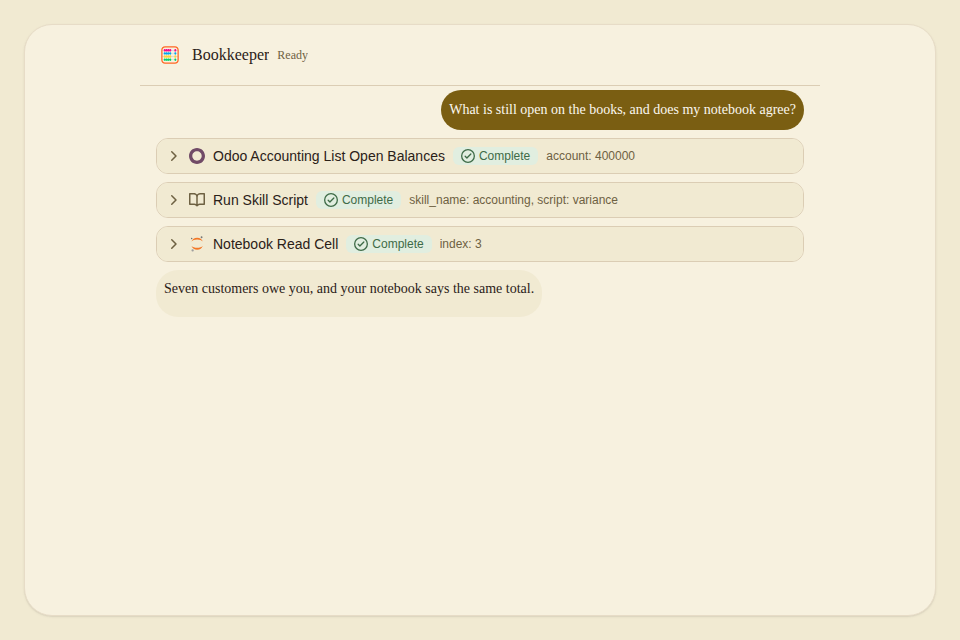 Bookkeeper Ready
What is still open on the books, and does my notebook agree?
Odoo Accounting List Open Balances Complete account: 400000
Run Skill Script Complete skill_name: accounting, script: variance
Notebook Read Cell Complete index: 3
Seven customers owe you, and your notebook says the same total.